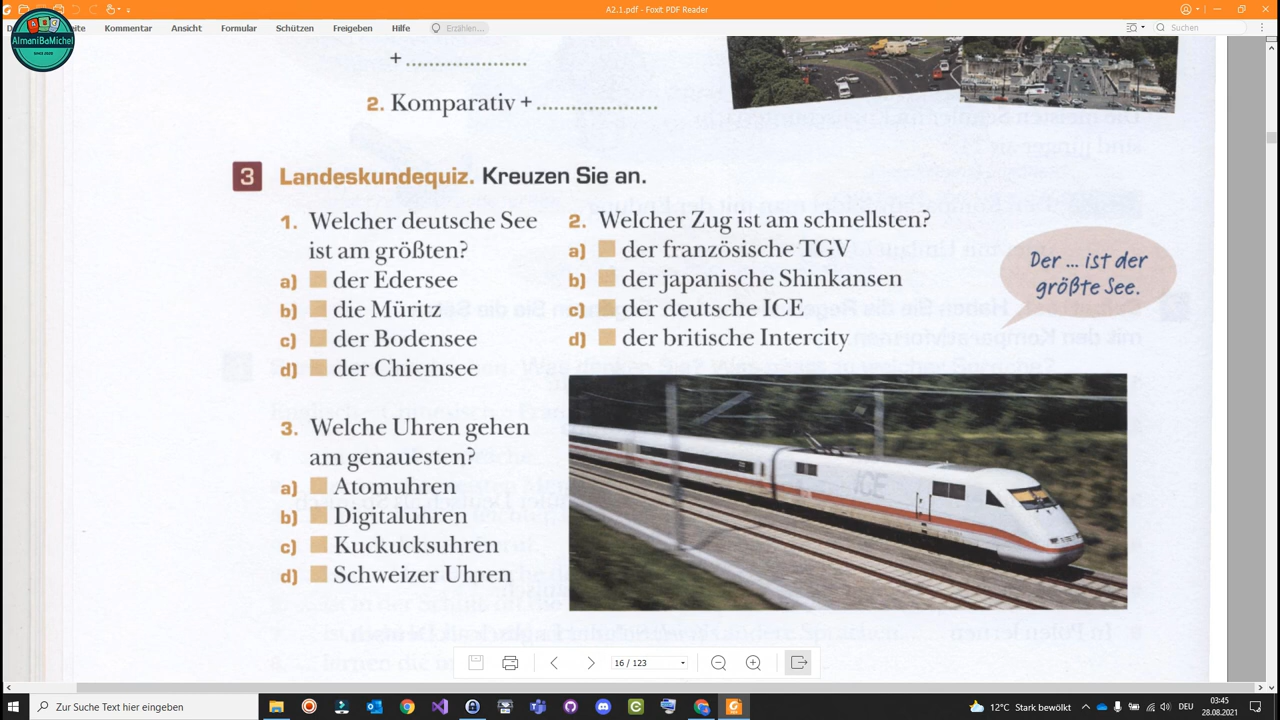 A2.1.pdf - Foxit PDF Reader
Kommentar Ansicht Formular Schützen Freigeben Hilfe Erzählen... Suchen
ABC
AlmaniBaMichel
SINCE 2020
+ ......................
2. Komparativ + ......................
3 Landeskundequiz. Kreuzen Sie an.
1. Welcher deutsche See
ist am größten?
a) der Edersee
b) die Müritz
c) der Bodensee
d) der Chiemsee
2. Welcher Zug ist am schnellsten?
a) der französische TGV
b) der japanische Shinkansen
c) der deutsche ICE
d) der britische Intercity
Der ... ist der
größte See.
3. Welche Uhren gehen
am genauesten?
a) Atomuhren
b) Digitaluhren
c) Kuckucksuhren
d) Schweizer Uhren
ICE
16 / 123
Zur Suche Text hier eingeben
12°C Stark bewölkt
03:45
28.08.2021